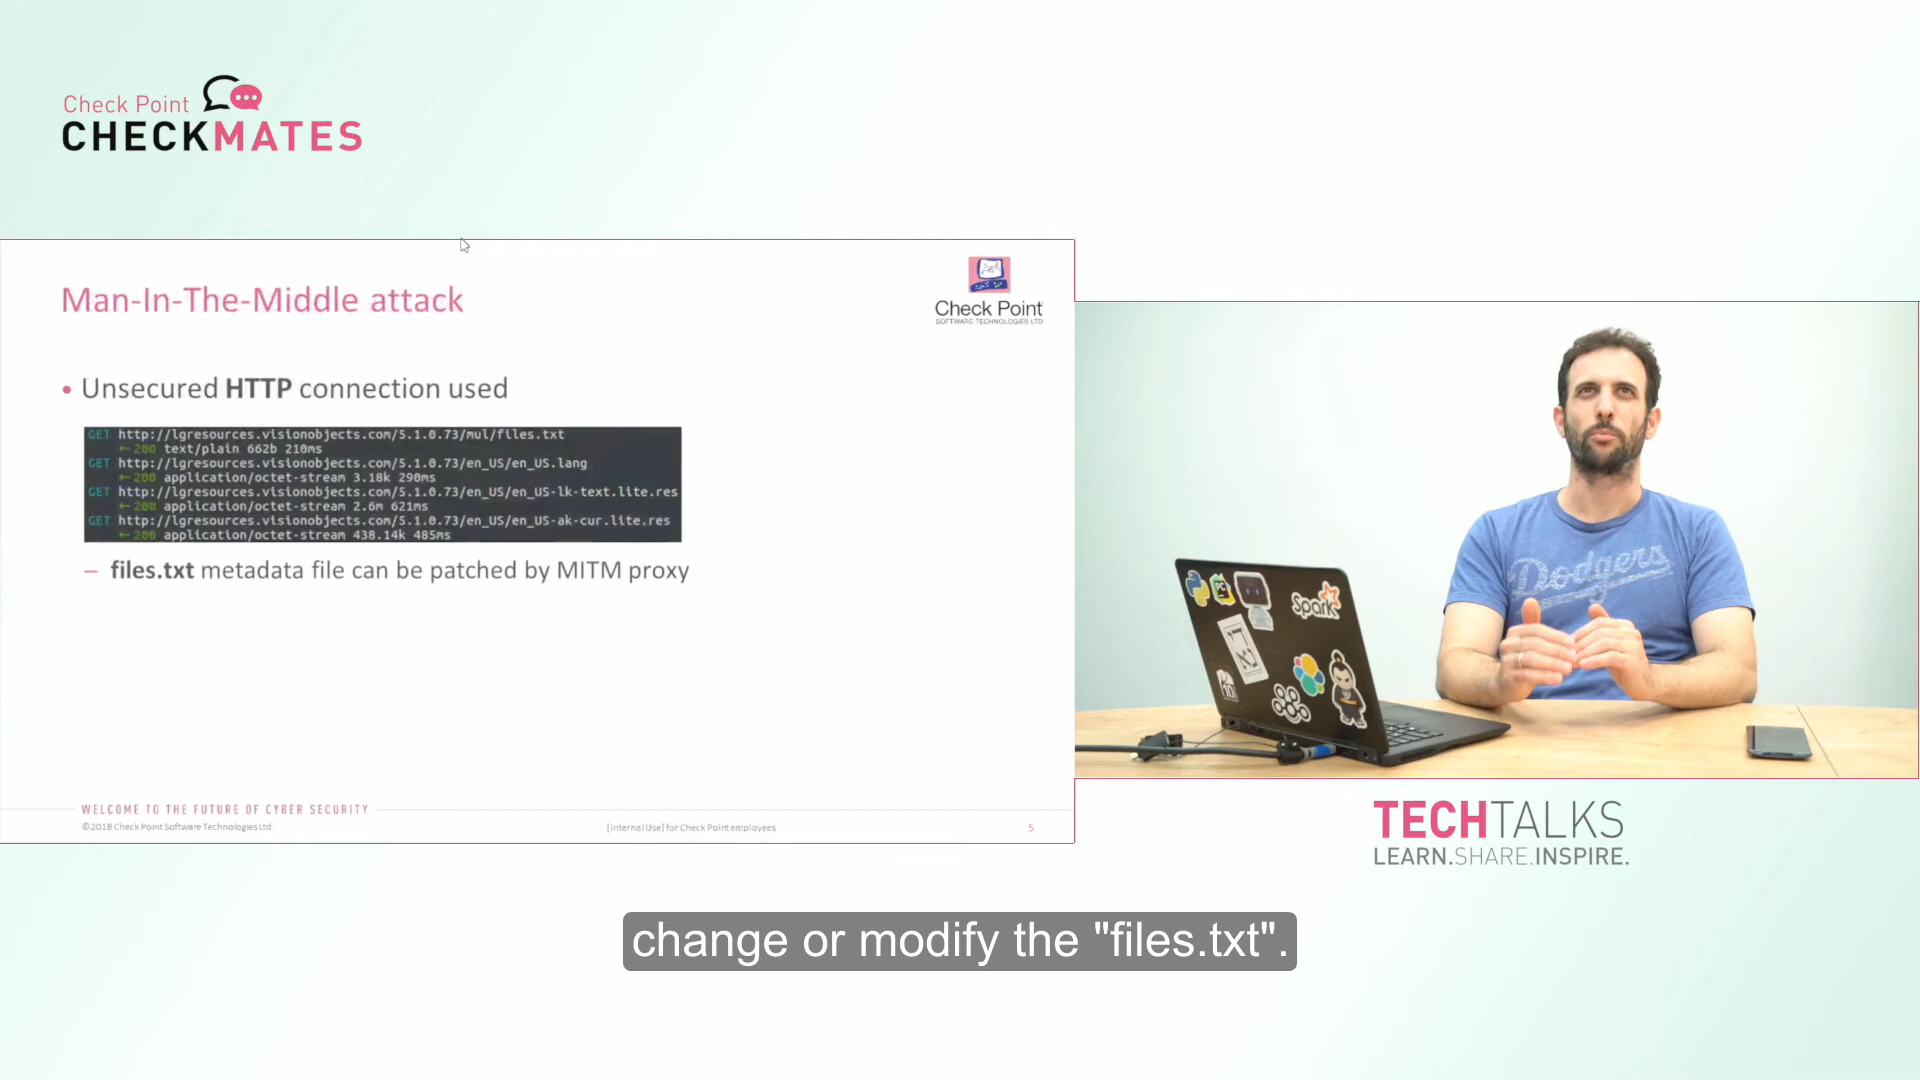 Check Point
CHECKMATES
Man-In-The-Middle attack
Check Point
SOFTWARE TECHNOLOGIES LTD
• Unsecured HTTP connection used
GET http://lgresources.visionobjects.com/5.1.0.73/mul/files.txt
← 200 text/plain 662b 210ms
GET http://lgresources.visionobjects.com/5.1.0.73/en_US/en_US.lang
← 200 application/octet-stream 3.18k 290ms
GET http://lgresources.visionobjects.com/5.1.0.73/en_US/en_US-lk-text.lite.res
← 200 application/octet-stream 2.6m 621ms
GET http://lgresources.visionobjects.com/5.1.0.73/en_US/en_US-ak-cur.lite.res
← 200 application/octet-stream 438.14k 485ms
– files.txt metadata file can be patched by MITM proxy
WELCOME TO THE FUTURE OF CYBER SECURITY
©2018 Check Point Software Technologies Ltd.
[Internal Use] for Check Point employees
5
Dodgers
PC
Spark
TECHTALKS
LEARN.SHARE.INSPIRE.
change or modify the "files.txt".